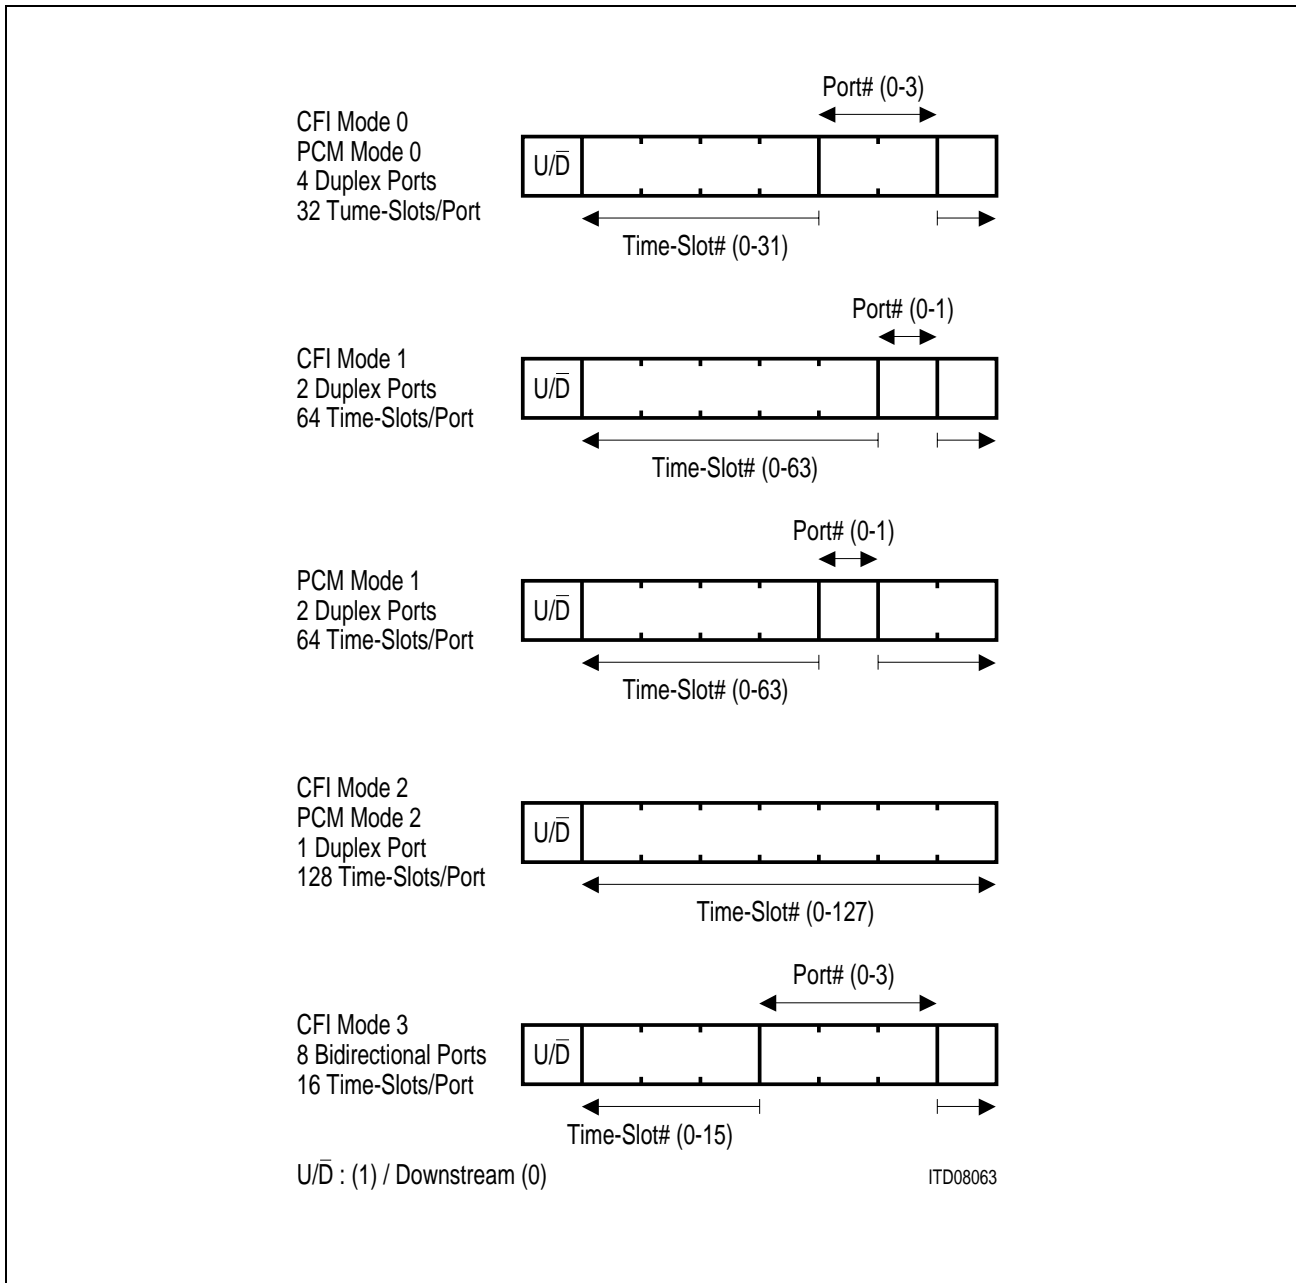 Port# (0-3)
CFI Mode 0
PCM Mode 0
4 Duplex Ports
32 Tume-Slots/Port
U/D̅
Time-Slot# (0-31)
Port# (0-1)
CFI Mode 1
2 Duplex Ports
64 Time-Slots/Port
U/D̅
Time-Slot# (0-63)
Port# (0-1)
PCM Mode 1
2 Duplex Ports
64 Time-Slots/Port
U/D̅
Time-Slot# (0-63)
CFI Mode 2
PCM Mode 2
1 Duplex Port
128 Time-Slots/Port
U/D̅
Time-Slot# (0-127)
Port# (0-3)
CFI Mode 3
8 Bidirectional Ports
16 Time-Slots/Port
U/D̅
Time-Slot# (0-15)
U/D̅ : (1) / Downstream (0)
ITD08063